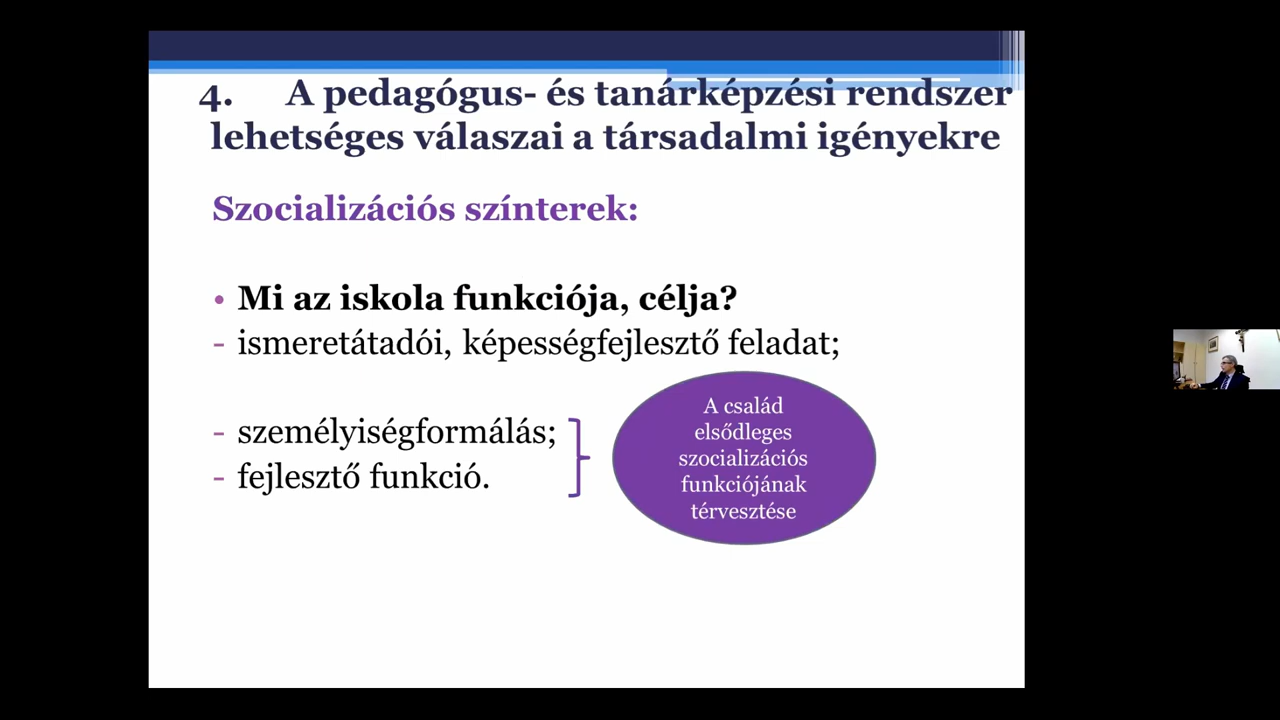 4. A pedagógus- és tanárképzési rendszer
lehetséges válaszai a társadalmi igényekre
Szocializációs színterek:
• Mi az iskola funkciója, célja?
- ismeretátadói, képességfejlesztő feladat;
- személyiségformálás;
- fejlesztő funkció.
A család
elsődleges
szocializációs
funkciójának
térvesztése